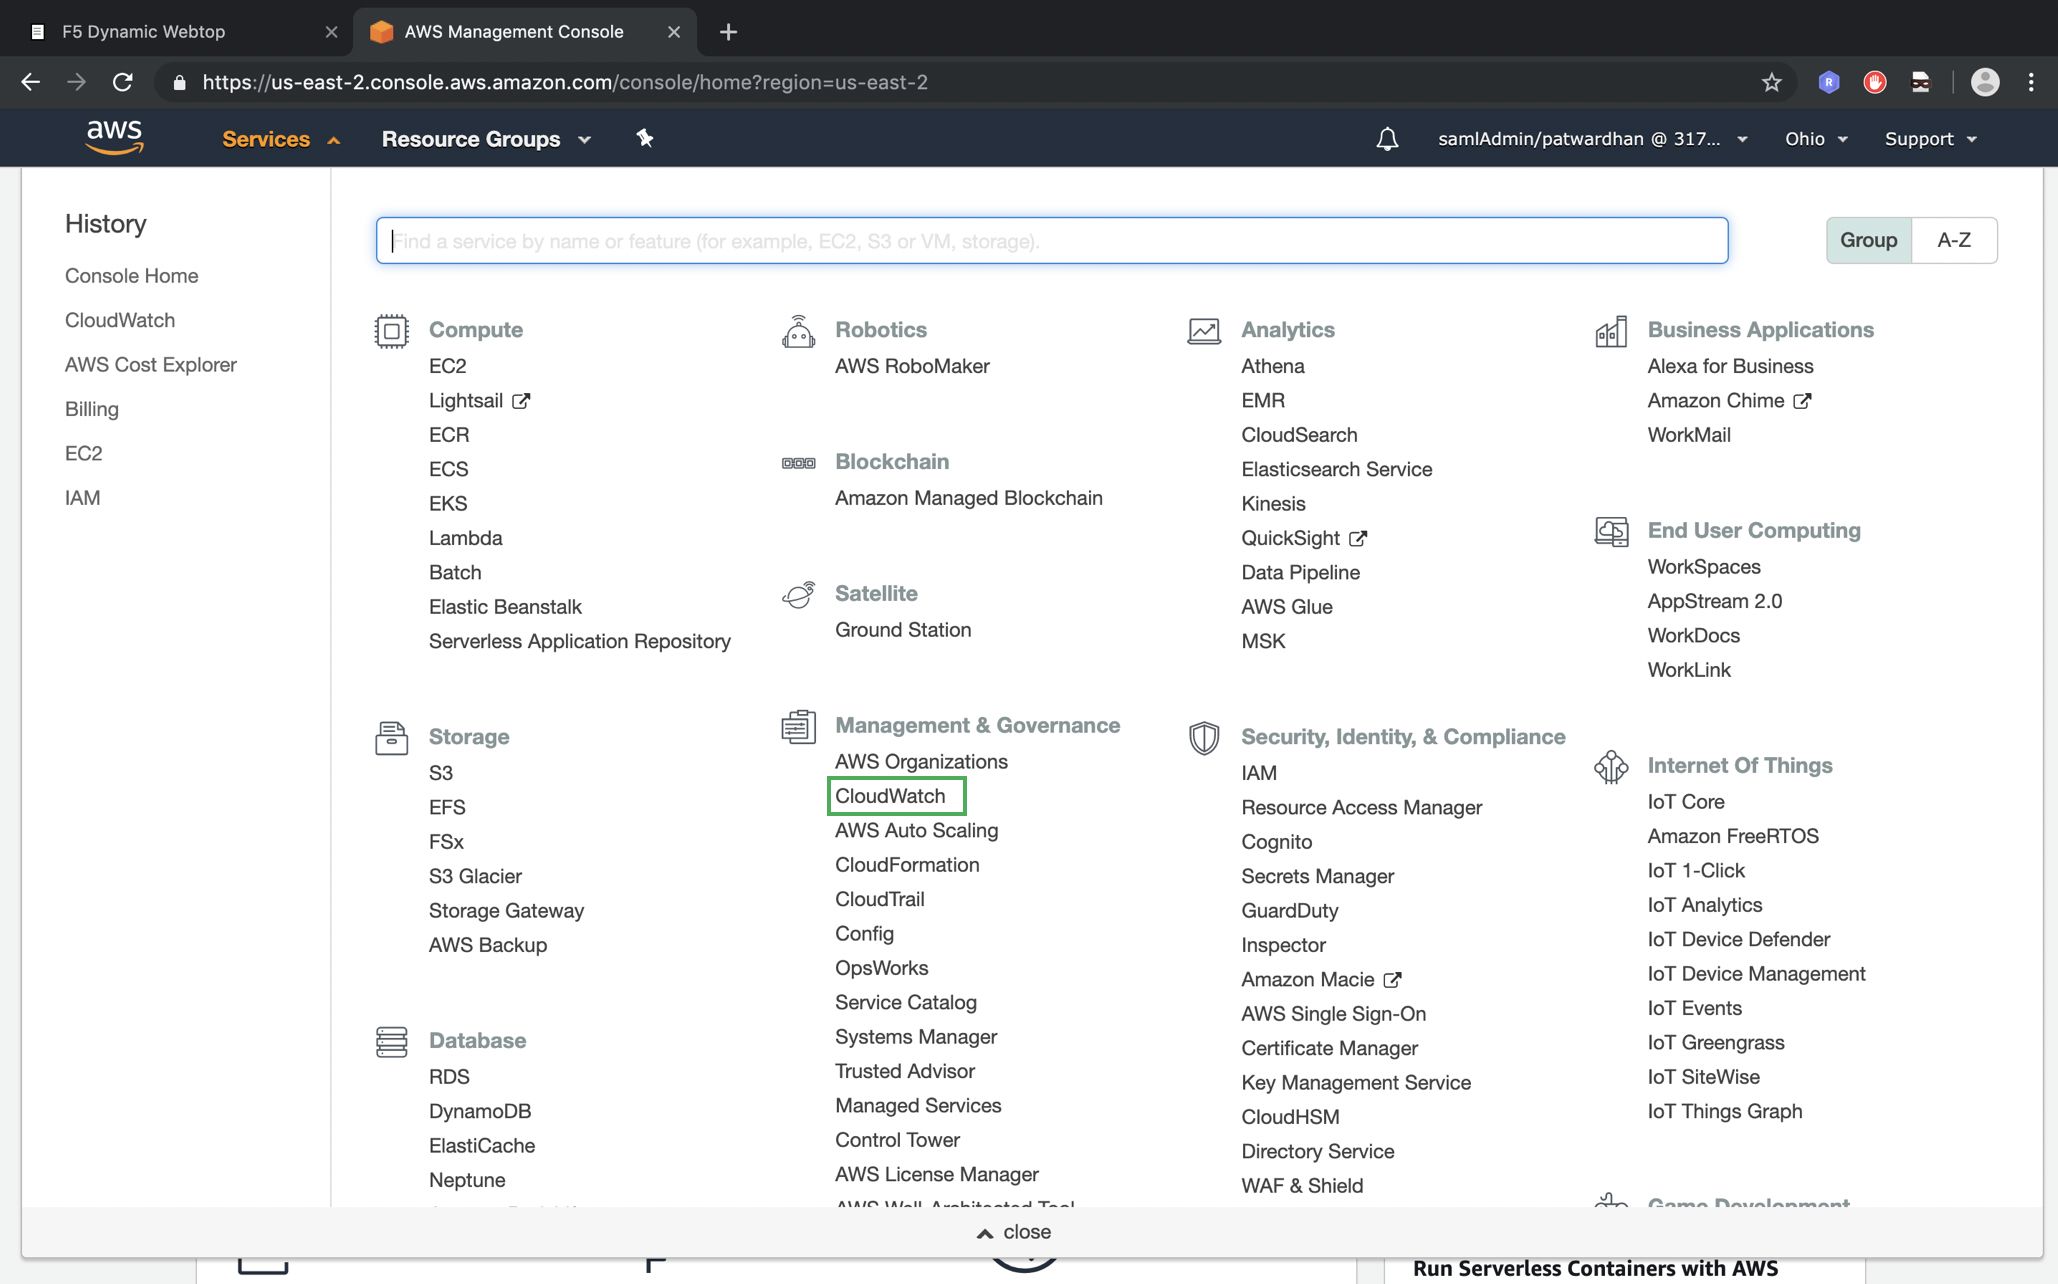 F5 Dynamic Webtop
AWS Management Console
https://us-east-2.console.aws.amazon.com/console/home?region=us-east-2
aws
Services
Resource Groups
samlAdmin/patwardhan @ 317...
Ohio
Support
History
Console Home
CloudWatch
AWS Cost Explorer
Billing
EC2
IAM
Find a service by name or feature (for example, EC2, S3 or VM, storage).
Group
A-Z
Compute
EC2
Lightsail
ECR
ECS
EKS
Lambda
Batch
Elastic Beanstalk
Serverless Application Repository
Storage
S3
EFS
FSx
S3 Glacier
Storage Gateway
AWS Backup
Database
RDS
DynamoDB
ElastiCache
Neptune
Robotics
AWS RoboMaker
Blockchain
Amazon Managed Blockchain
Satellite
Ground Station
Management & Governance
AWS Organizations
CloudWatch
AWS Auto Scaling
CloudFormation
CloudTrail
Config
OpsWorks
Service Catalog
Systems Manager
Trusted Advisor
Managed Services
Control Tower
AWS License Manager
AWS Well-Architected Tool
Analytics
Athena
EMR
CloudSearch
Elasticsearch Service
Kinesis
QuickSight
Data Pipeline
AWS Glue
MSK
Security, Identity, & Compliance
IAM
Resource Access Manager
Cognito
Secrets Manager
GuardDuty
Inspector
Amazon Macie
AWS Single Sign-On
Certificate Manager
Key Management Service
CloudHSM
Directory Service
WAF & Shield
Business Applications
Alexa for Business
Amazon Chime
WorkMail
End User Computing
WorkSpaces
AppStream 2.0
WorkDocs
WorkLink
Internet Of Things
IoT Core
Amazon FreeRTOS
IoT 1-Click
IoT Analytics
IoT Device Defender
IoT Device Management
IoT Events
IoT Greengrass
IoT SiteWise
IoT Things Graph
Game Development
close
Run Serverless Containers with AWS